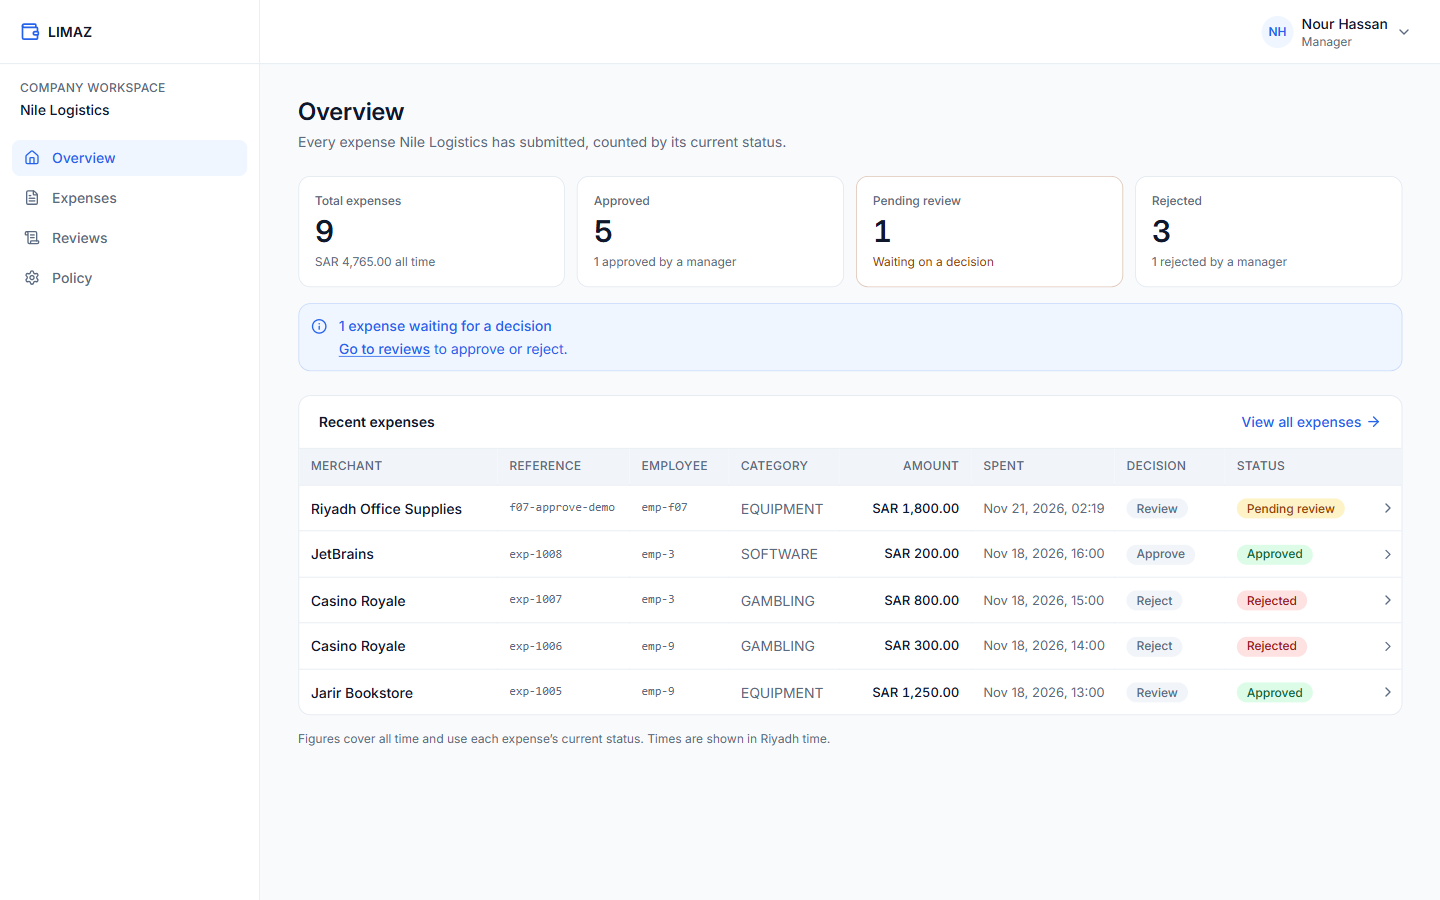 LIMAZ
NH
Nour Hassan
Manager
COMPANY WORKSPACE
Nile Logistics
Overview
Expenses
Reviews
Policy
Overview
Every expense Nile Logistics has submitted, counted by its current status.
Total expenses
9
SAR 4,765.00 all time
Approved
5
1 approved by a manager
Pending review
1
Waiting on a decision
Rejected
3
1 rejected by a manager
1 expense waiting for a decision
Go to reviews to approve or reject.
Recent expenses
View all expenses
MERCHANT REFERENCE EMPLOYEE CATEGORY AMOUNT SPENT DECISION STATUS
Riyadh Office Supplies f07-approve-demo emp-f07 EQUIPMENT SAR 1,800.00 Nov 21, 2026, 02:19 Review Pending review
JetBrains exp-1008 emp-3 SOFTWARE SAR 200.00 Nov 18, 2026, 16:00 Approve Approved
Casino Royale exp-1007 emp-3 GAMBLING SAR 800.00 Nov 18, 2026, 15:00 Reject Rejected
Casino Royale exp-1006 emp-9 GAMBLING SAR 300.00 Nov 18, 2026, 14:00 Reject Rejected
Jarir Bookstore exp-1005 emp-9 EQUIPMENT SAR 1,250.00 Nov 18, 2026, 13:00 Review Approved
Figures cover all time and use each expense's current status. Times are shown in Riyadh time.